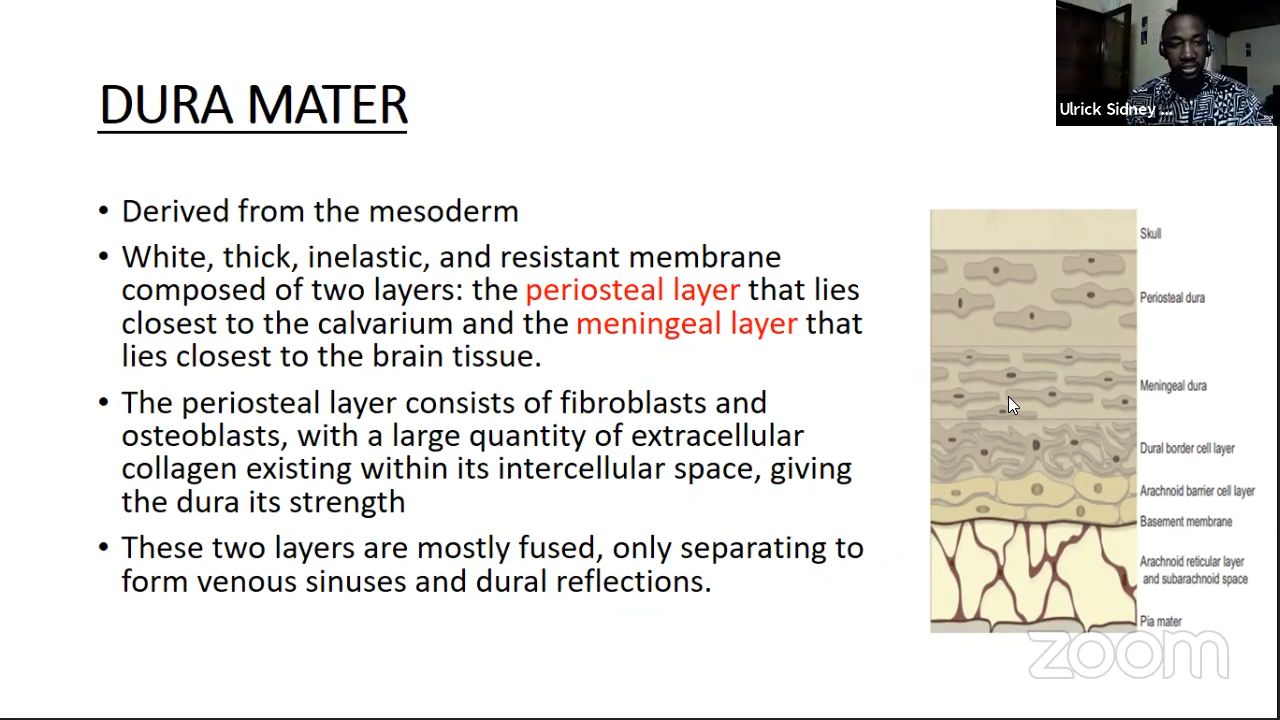 DURA MATER
Ulrick Sidney ...
• Derived from the mesoderm
• White, thick, inelastic, and resistant membrane
composed of two layers: the periosteal layer that lies
closest to the calvarium and the meningeal layer that
lies closest to the brain tissue.
• The periosteal layer consists of fibroblasts and
osteoblasts, with a large quantity of extracellular
collagen existing within its intercellular space, giving
the dura its strength
• These two layers are mostly fused, only separating to
form venous sinuses and dural reflections.
Skull
Periosteal dura
Meningeal dura
Dural border cell layer
Arachnoid barrier cell layer
Basement membrane
Arachnoid reticular layer
and subarachnoid space
Pia mater
zoom